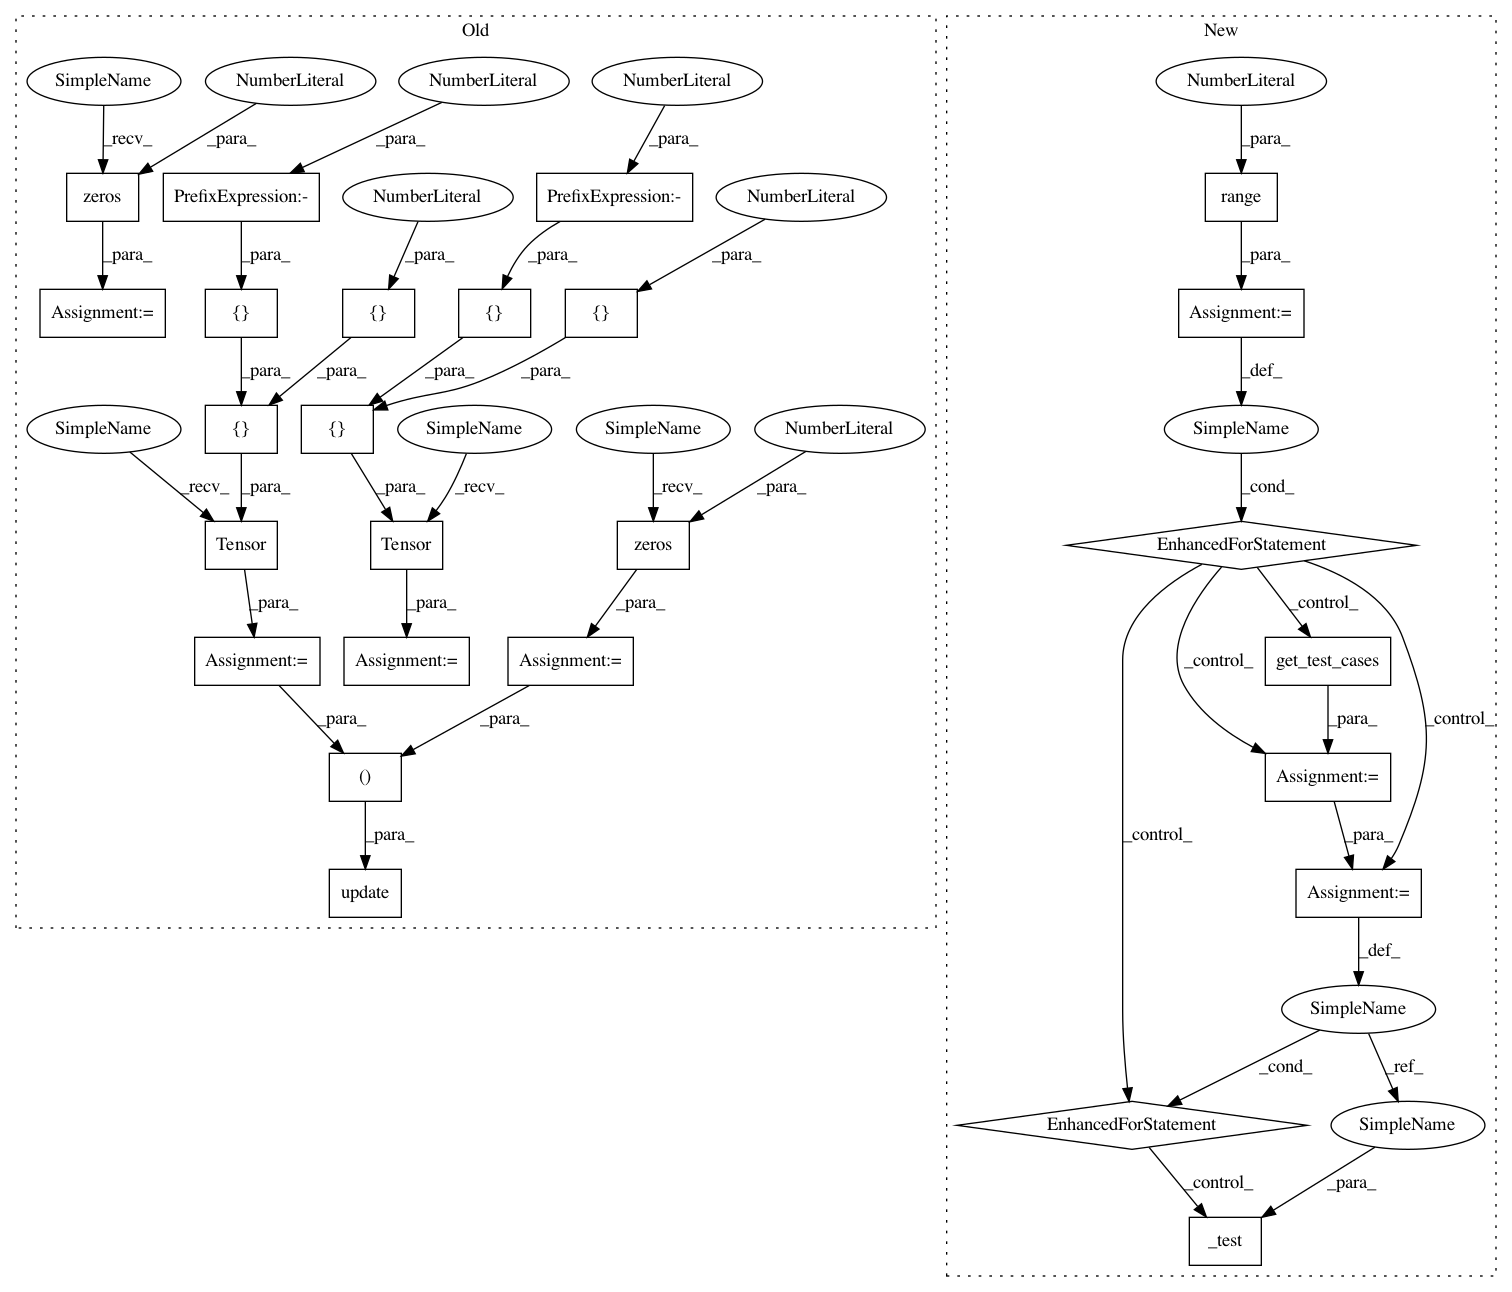 Old
New
SimpleName
NumberLiteral
NumberLiteral
NumberLiteral
NumberLiteral
_recv_
_para_
_para_
_para_
_para_
zeros
PrefixExpression:-
NumberLiteral
PrefixExpression:-
NumberLiteral
range
_para_
_para_
_para_
_para_
_para_
_para_
Assignment:=
{}
{}
{}
{}
Assignment:=
_para_
_para_
_para_
_para_
_def_
SimpleName
{}
{}
SimpleName
SimpleName
NumberLiteral
SimpleName
_recv_
_para_
_para_
_recv_
_recv_
_para_
_cond_
Tensor
Tensor
zeros
EnhancedForStatement
_para_
_para_
_para_
_control_
Assignment:=
Assignment:=
Assignment:=
_control_
get_test_cases
_para_
_para_
_para_
_control_
()
Assignment:=
_para_
_control_
_para_
update
Assignment:=
_def_
SimpleName
_cond_
_ref_
EnhancedForStatement
SimpleName
_control_
_para_
_test